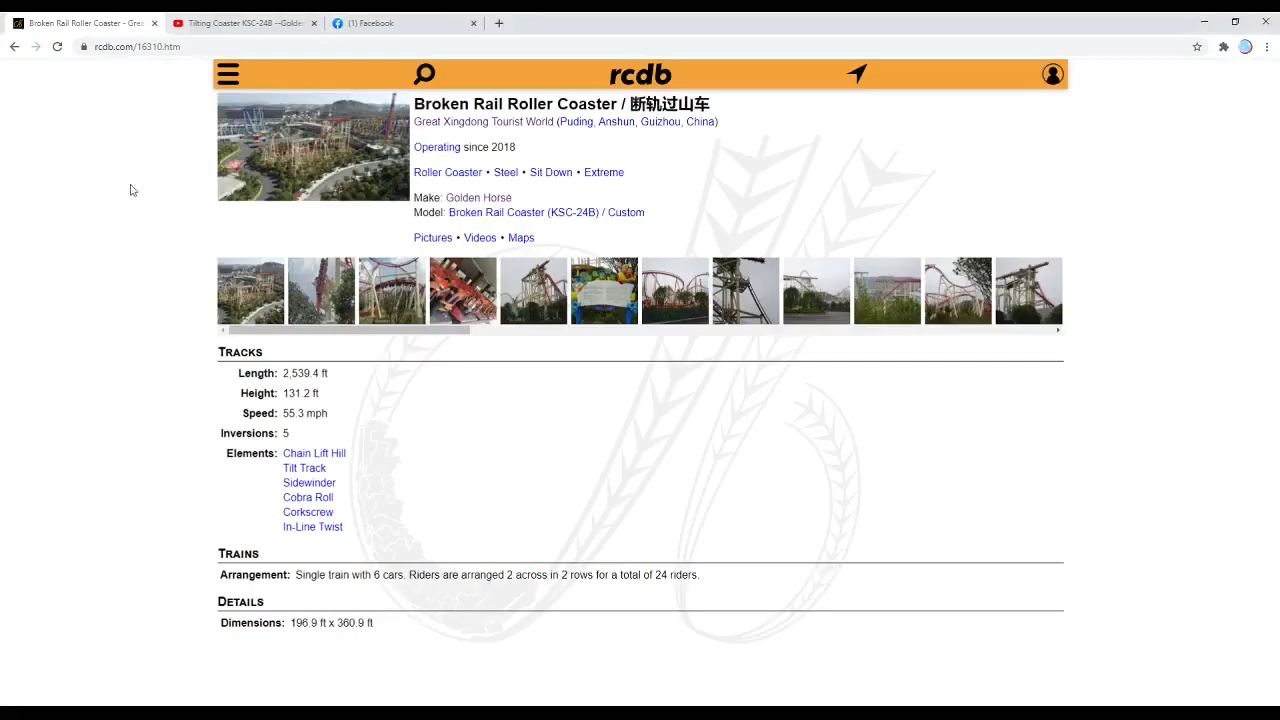 Broken Rail Roller Coaster - Grea
Tilting Coaster KSC-24B --Golden
(1) Facebook
rcdb.com/16310.htm
rcdb
Broken Rail Roller Coaster / 断轨过山车
Great Xingdong Tourist World (Puding, Anshun, Guizhou, China)
Operating since 2018
Roller Coaster • Steel • Sit Down • Extreme
Make: Golden Horse
Model: Broken Rail Coaster (KSC-24B) / Custom
Pictures • Videos • Maps
Tracks
Length: 2,539.4 ft
Height: 131.2 ft
Speed: 55.3 mph
Inversions: 5
Elements: Chain Lift Hill
Tilt Track
Sidewinder
Cobra Roll
Corkscrew
In-Line Twist
Trains
Arrangement: Single train with 6 cars. Riders are arranged 2 across in 2 rows for a total of 24 riders.
Details
Dimensions: 196.9 ft x 360.9 ft